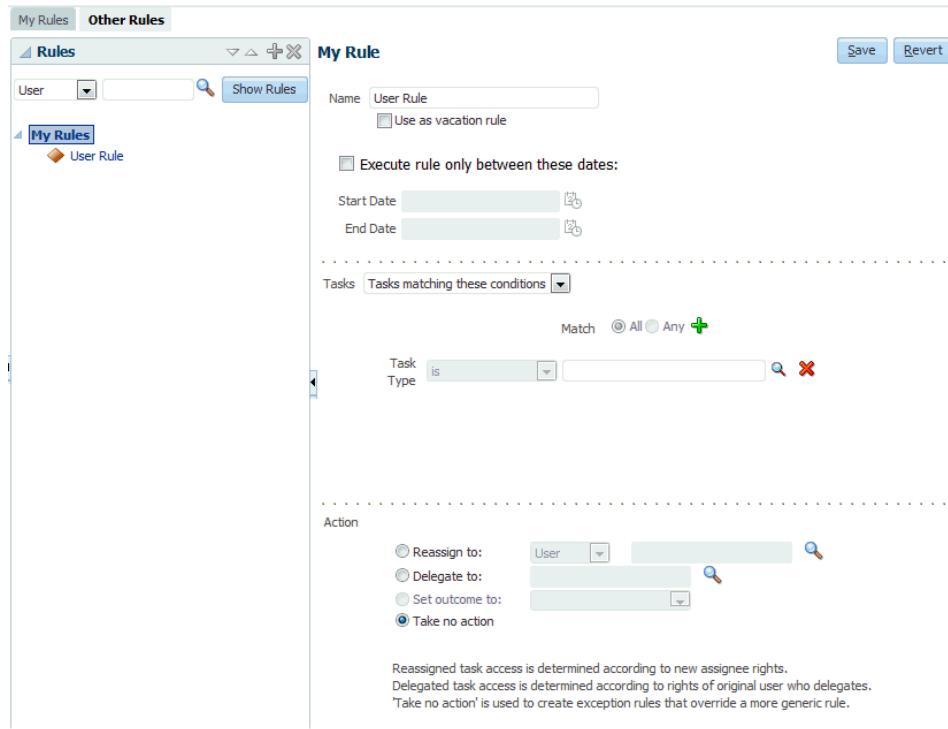 My Rules Other Rules
Rules
User Show Rules
My Rules
User Rule
My Rule Save Revert
Name User Rule
Use as vacation rule
Execute rule only between these dates:
Start Date
End Date
Tasks Tasks matching these conditions
Match All Any
Task Type is
Action
Reassign to: User
Delegate to:
Set outcome to:
Take no action
Reassigned task access is determined according to new assignee rights.
Delegated task access is determined according to rights of original user who delegates.
'Take no action' is used to create exception rules that override a more generic rule.